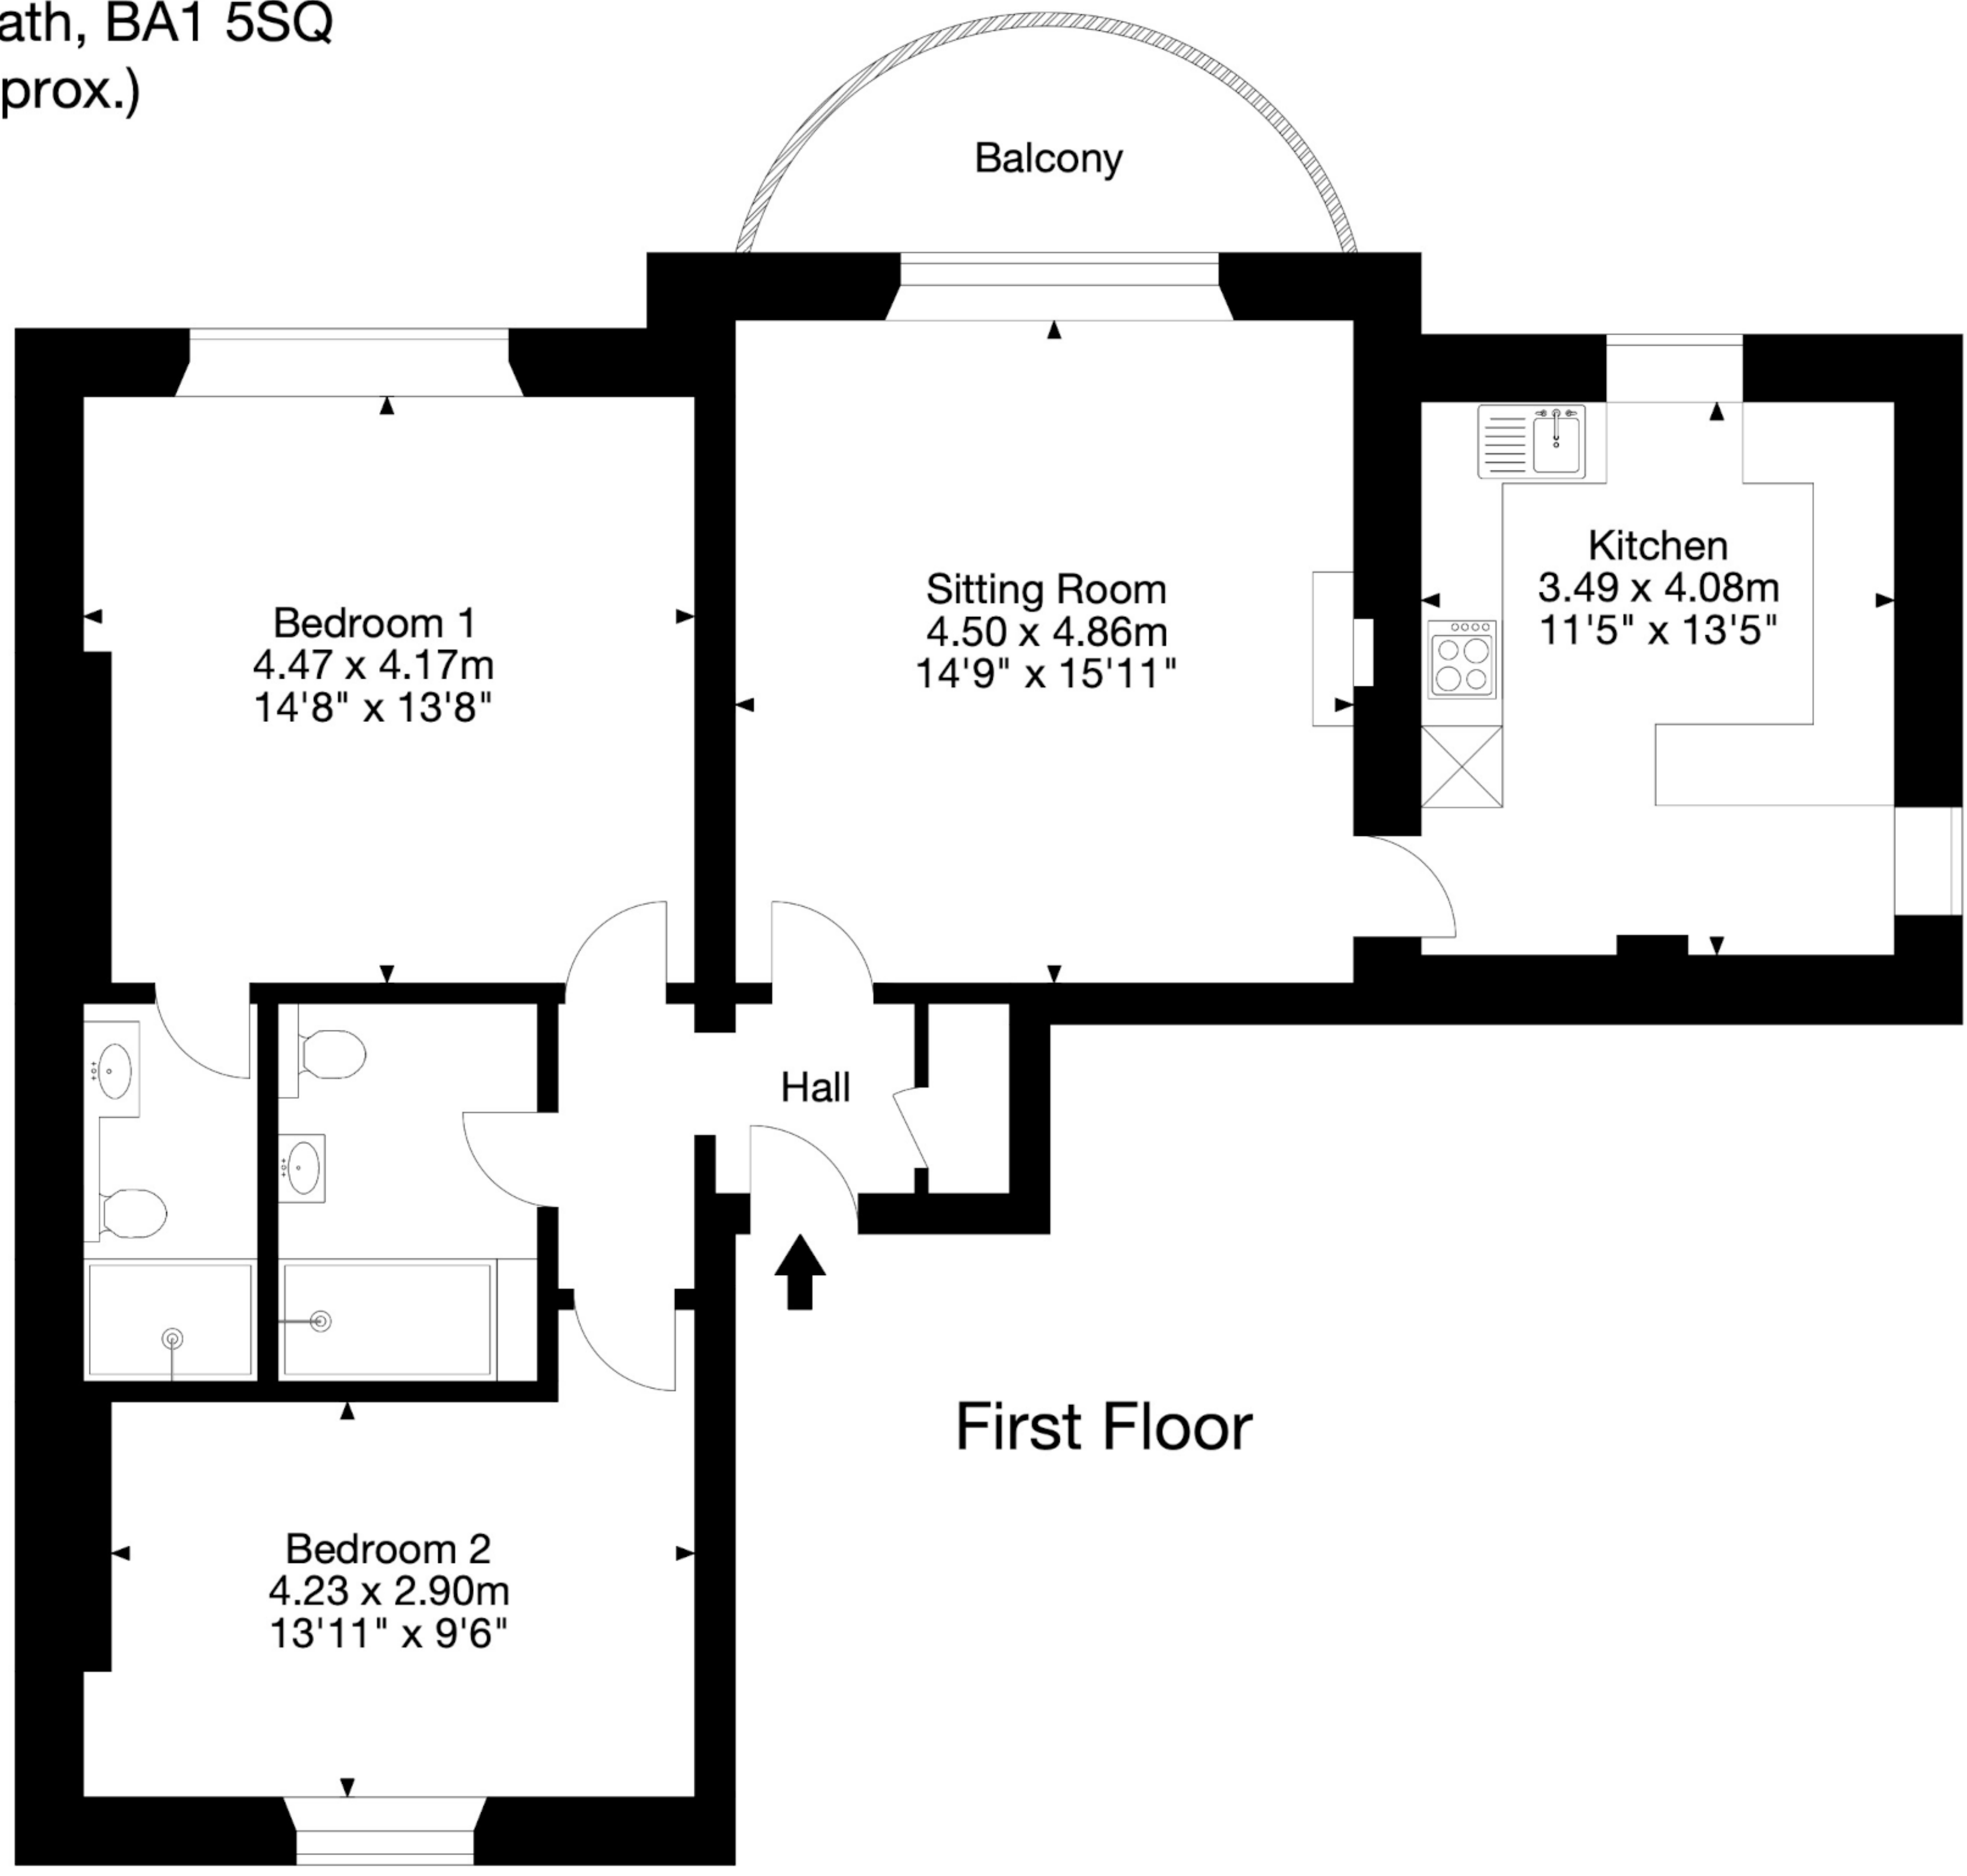 ath, BA1 5SQ
prox.)
Balcony
Kitchen
3.49 x 4.08m
11'5" x 13'5"
Sitting Room
4.50 x 4.86m
14'9" x 15'11"
Bedroom 1
4.47 x 4.17m
14'8" x 13'8"
Hall
First Floor
Bedroom 2
4.23 x 2.90m
13'11" x 9'6"